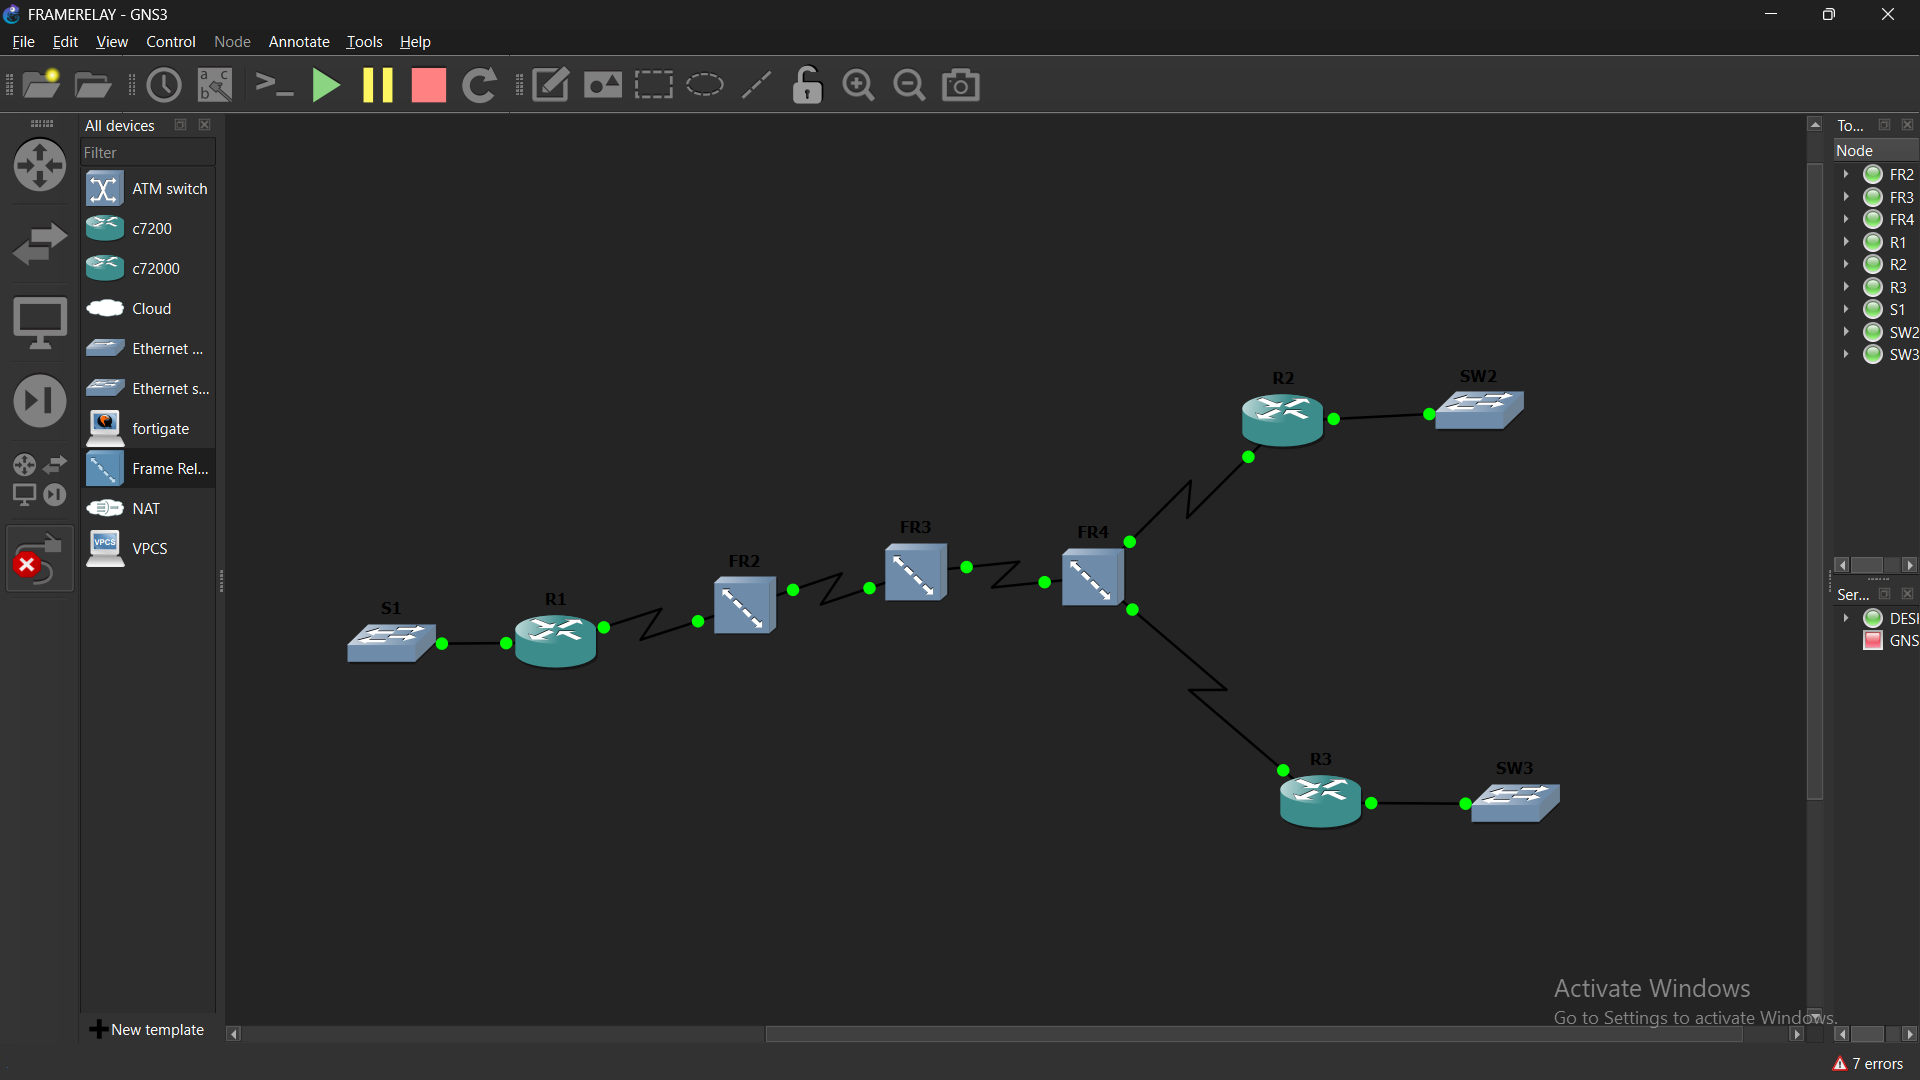 FRAMERELAY - GNS3
File Edit View Control Node Annotate Tools Help
All devices
Filter
ATM switch
c7200
c72000
Cloud
Ethernet ...
Ethernet s...
fortigate
Frame Rel...
NAT
VPCS
VPCS
New template
S1
R1
FR2
FR3
FR4
R2
SW2
R3
SW3
To...
Node
FR2
FR3
FR4
R1
R2
R3
S1
SW2
SW3
Ser...
DESI
GNS
Activate Windows
Go to Settings to activate Windows.
7 errors